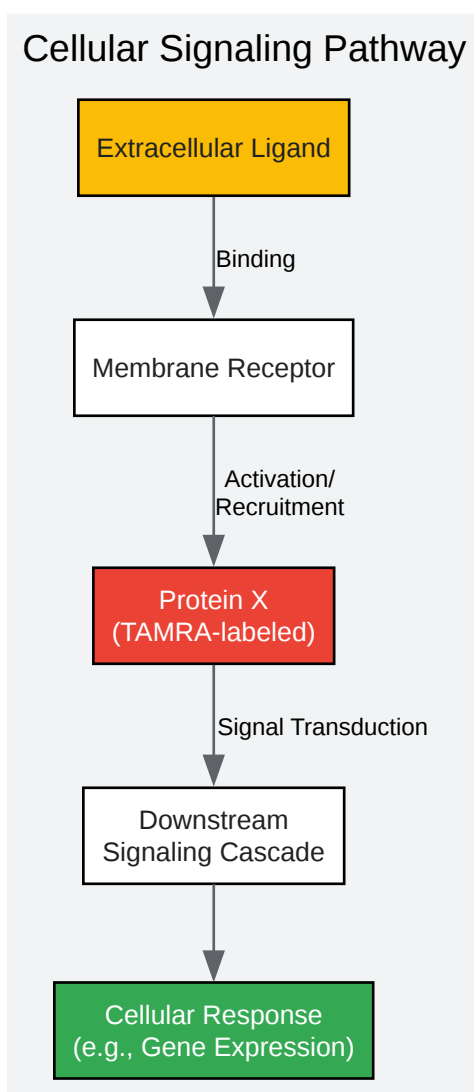 Cellular Signaling Pathway
Extracellular Ligand
Binding
Membrane Receptor
Activation/
Recruitment
Protein X
(TAMRA-labeled)
Signal Transduction
Downstream
Signaling Cascade
Cellular Response
(e.g., Gene Expression)